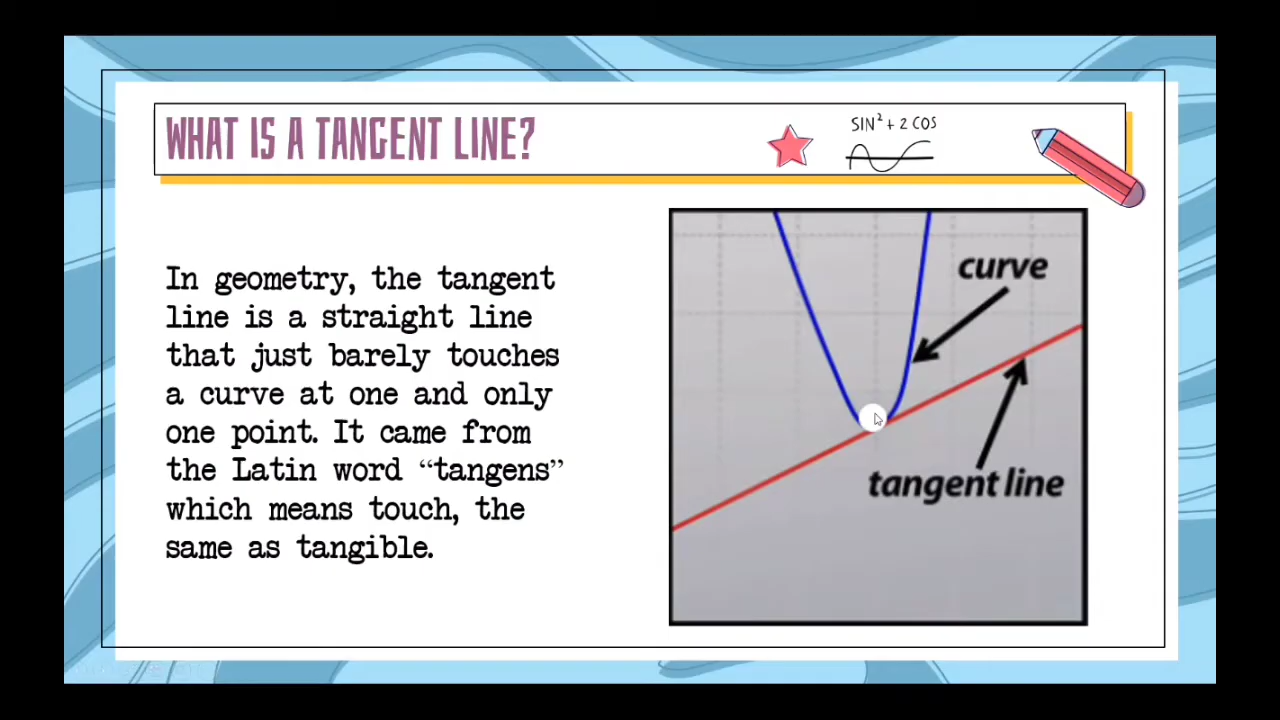 WHAT IS A TANGENT LINE?
SIN² + 2 COS
In geometry, the tangent
line is a straight line
that just barely touches
a curve at one and only
one point. It came from
the Latin word “tangens”
which means touch, the
same as tangible.
curve
tangent line